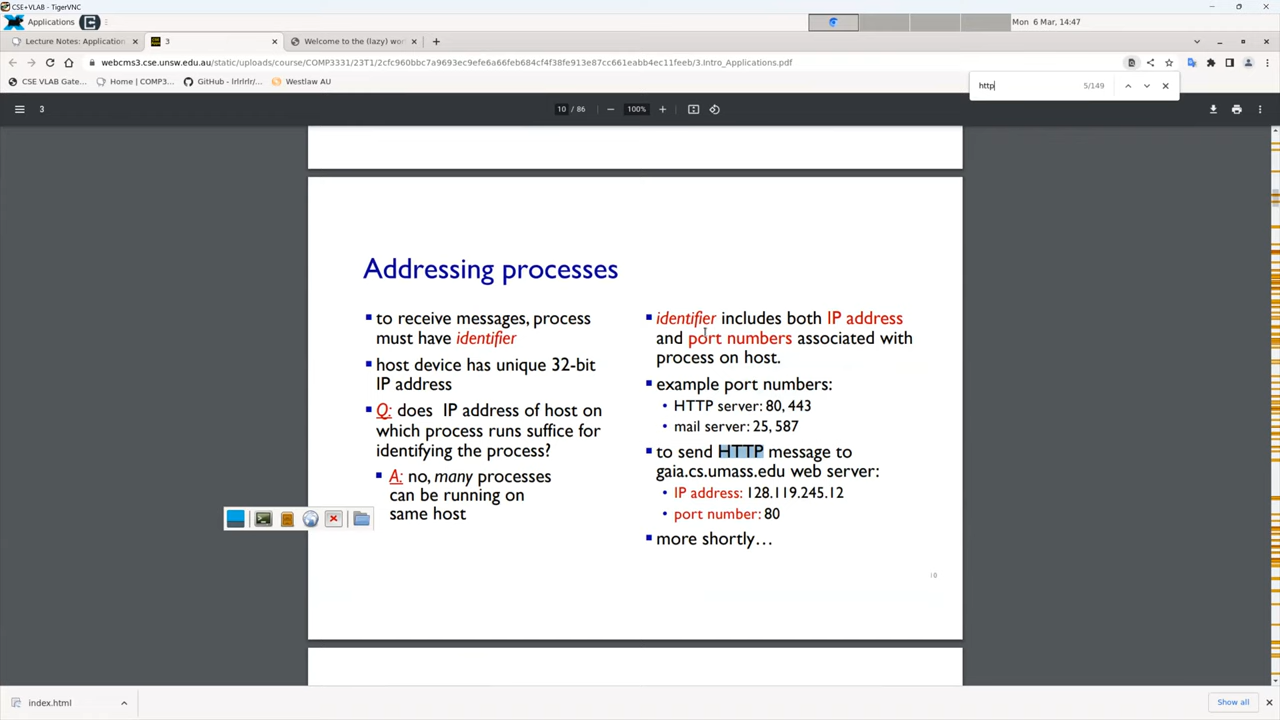 CSE+VLAB - TigerVNC
Applications
Mon 6 Mar, 14:47
Lecture Notes: Application
3
Welcome to the (lazy) wor
webcms3.cse.unsw.edu.au/static/uploads/course/COMP3331/23T1/2cfc960bbc7a9693ec9efe6a66feb684cf4f38fe913e87cc661eabb4ec11feeb/3.Intro_Applications.pdf
CSE VLAB Gate...
Home | COMP3...
GitHub - lrlrlrlr/...
Westlaw AU
http
5/149
3
10 / 86
100%
Addressing processes
to receive messages, process
must have identifier
host device has unique 32-bit
IP address
Q: does IP address of host on
which process runs suffice for
identifying the process?
A: no, many processes
can be running on
same host
identifier includes both IP address
and port numbers associated with
process on host.
example port numbers:
HTTP server: 80, 443
mail server: 25, 587
to send HTTP message to
gaia.cs.umass.edu web server:
IP address: 128.119.245.12
port number: 80
more shortly…
10
index.html
Show all